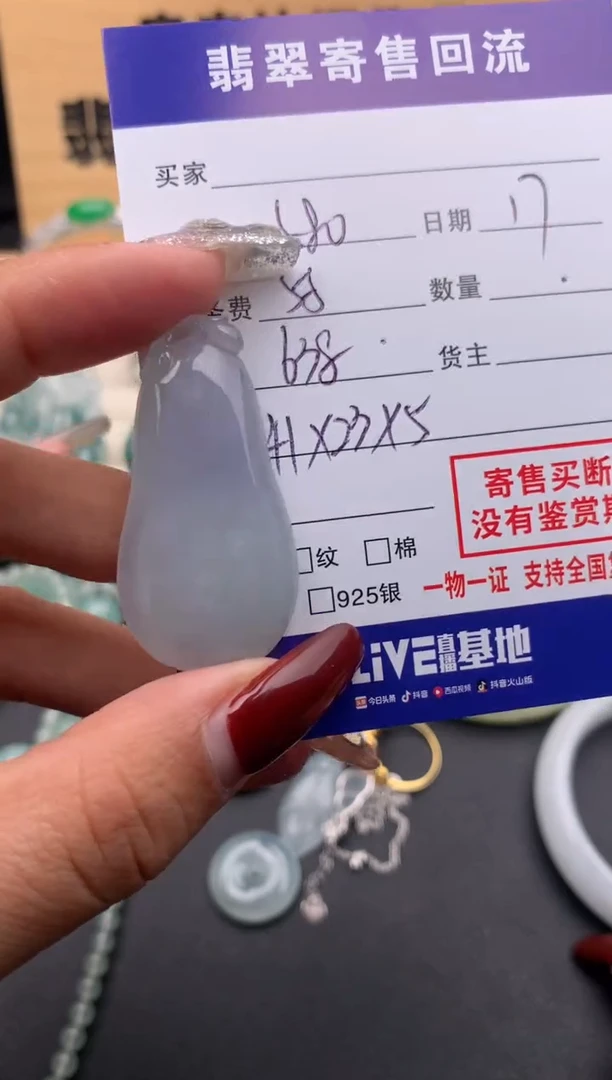 翡翠寄售回流
买家
580 日期 17
费 58 数量
638 货主
41X23X5
寄售买断
没有鉴赏期
纹 棉
925银
一物一证 支持全国
LiVE直播基地
今日头条 抖音 西瓜视频 抖音火山版